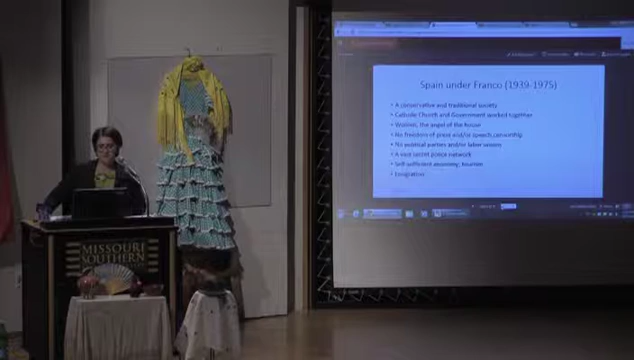 Spain under Franco (1939-1975)
A conservative and traditional society
Catholic Church and Government worked together
Women, the angel of the house
No freedom of press and/or speech, censorship
No political parties and/or labor unions
A vast secret police network
Self-sufficient economy, tourism
Emigration
MISSOURI
SOUTHERN